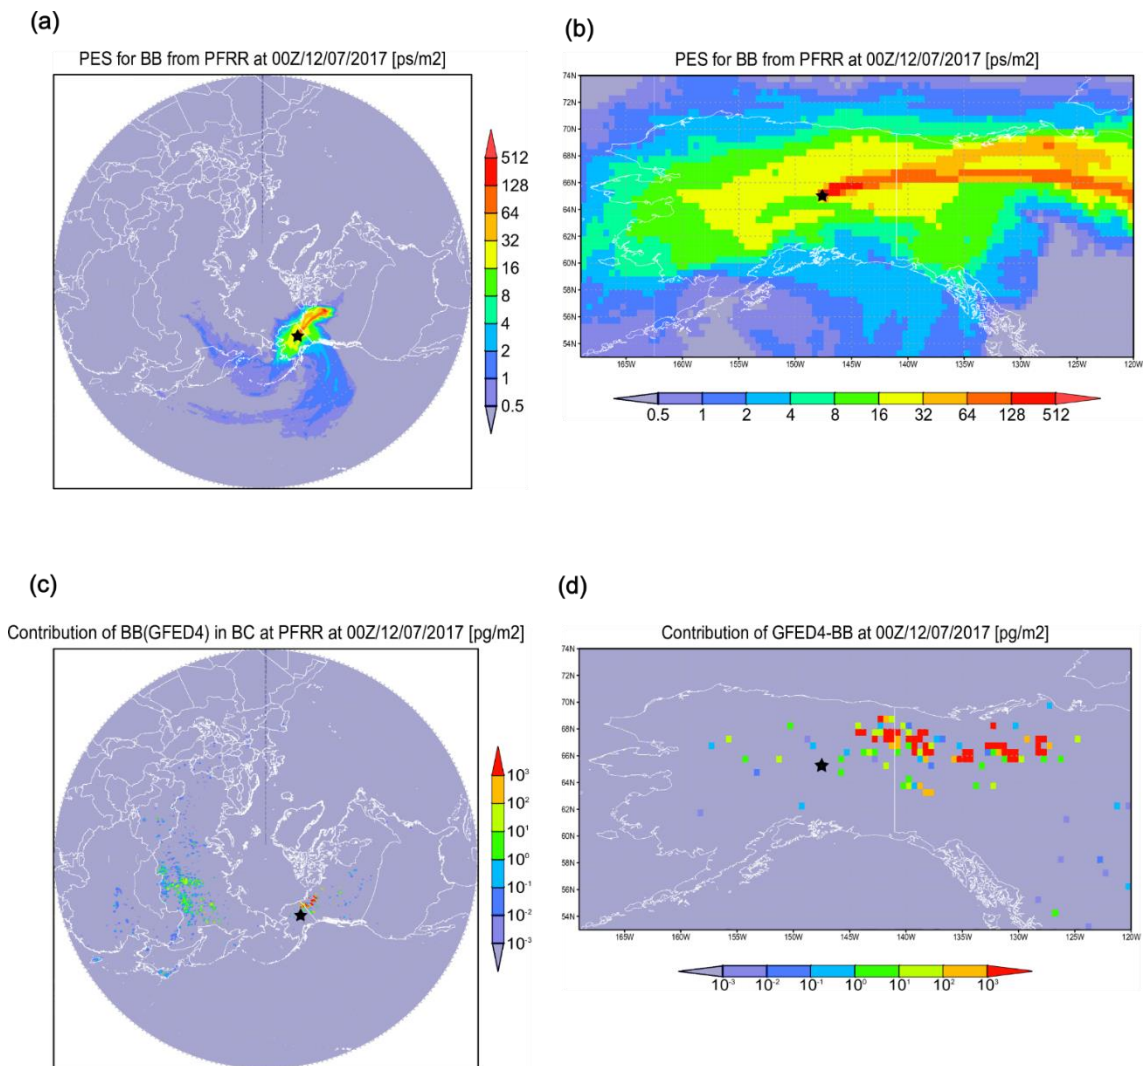 (a)
PES for BB from PFRR at 00Z/12/07/2017 [ps/m2]
512
128
64
32
16
8
4
2
1
0.5
(b)
PES for BB from PFRR at 00Z/12/07/2017 [ps/m2]
74N
72N
70N
68N
66N
64N
62N
60N
58N
56N
54N
165W 160W 155W 150W 145W 140W 135W 130W 125W 120W
0.5 1 2 4 8 16 32 64 128 512
(c)
Contribution of BB(GFED4) in BC at PFRR at 00Z/12/07/2017 [pg/m2]
10³
10²
10¹
10⁰
10⁻¹
10⁻²
10⁻³
(d)
Contribution of GFED4-BB at 00Z/12/07/2017 [pg/m2]
74N
72N
70N
68N
66N
64N
62N
60N
58N
56N
54N
165W 160W 155W 150W 145W 140W 135W 130W 125W 120W
10⁻³ 10⁻² 10⁻¹ 10⁰ 10¹ 10² 10³